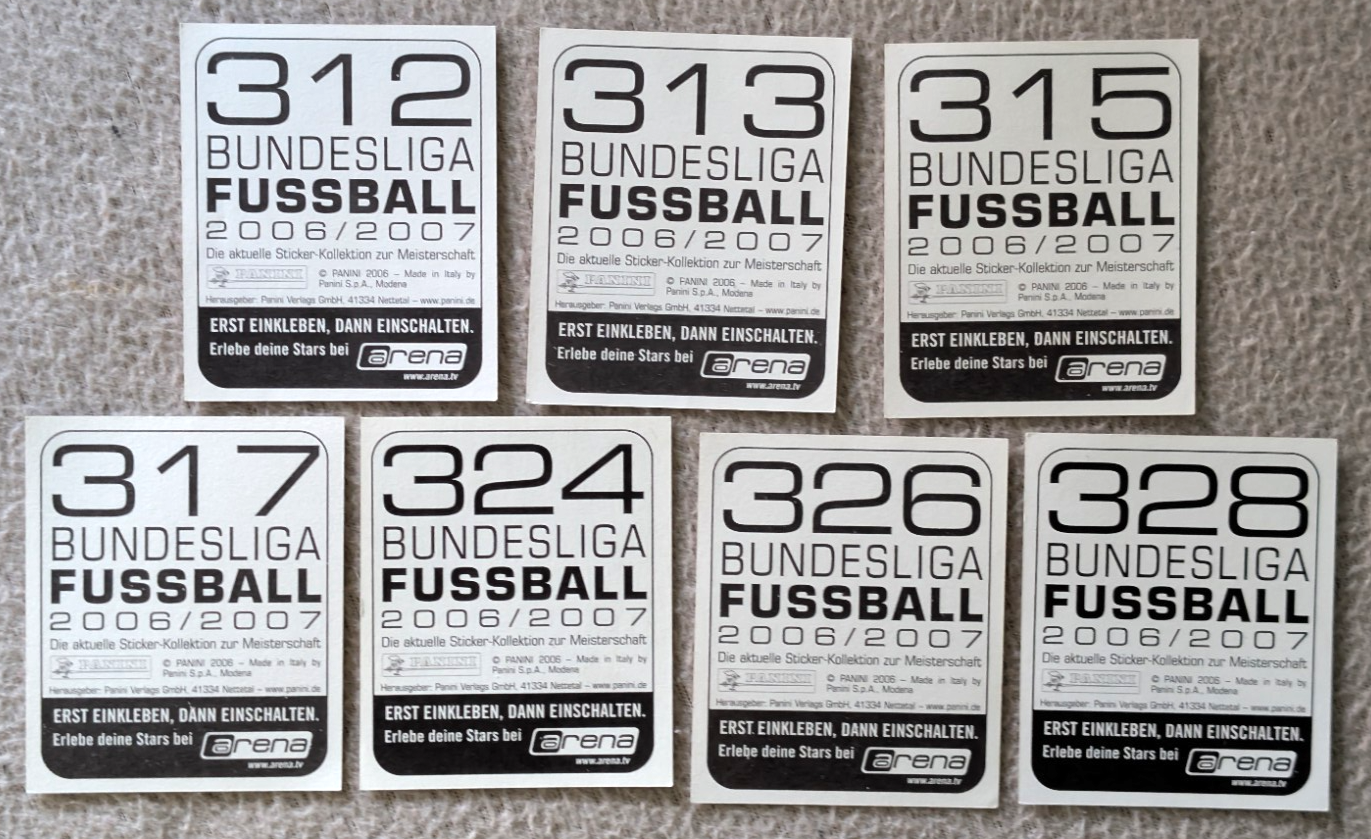 312
BUNDESLIGA
FUSSBALL
2006/2007
Die aktuelle Sticker-Kollektion zur Meisterschaft
PANINI © PANINI 2006 – Made in Italy by
Panini S.p.A., Modena
Herausgeber: Panini Verlags GmbH, 41334 Nettetal – www.panini.de
ERST EINKLEBEN, DANN EINSCHALTEN.
Erlebe deine Stars bei arena
www.arena.tv
313
BUNDESLIGA
FUSSBALL
2006/2007
Die aktuelle Sticker-Kollektion zur Meisterschaft
PANINI © PANINI 2006 – Made in Italy by
Panini S.p.A., Modena
Herausgeber: Panini Verlags GmbH, 41334 Nettetal – www.panini.de
ERST EINKLEBEN, DANN EINSCHALTEN.
Erlebe deine Stars bei arena
www.arena.tv
315
BUNDESLIGA
FUSSBALL
2006/2007
Die aktuelle Sticker-Kollektion zur Meisterschaft
PANINI © PANINI 2006 – Made in Italy by
Panini S.p.A., Modena
Herausgeber: Panini Verlags GmbH, 41334 Nettetal – www.panini.de
ERST EINKLEBEN, DANN EINSCHALTEN.
Erlebe deine Stars bei arena
www.arena.tv
317
BUNDESLIGA
FUSSBALL
2006/2007
Die aktuelle Sticker-Kollektion zur Meisterschaft
PANINI © PANINI 2006 – Made in Italy by
Panini S.p.A., Modena
Herausgeber: Panini Verlags GmbH, 41334 Nettetal – www.panini.de
ERST EINKLEBEN, DANN EINSCHALTEN.
Erlebe deine Stars bei arena
www.arena.tv
324
BUNDESLIGA
FUSSBALL
2006/2007
Die aktuelle Sticker-Kollektion zur Meisterschaft
PANINI © PANINI 2006 – Made in Italy by
Panini S.p.A., Modena
Herausgeber: Panini Verlags GmbH, 41334 Nettetal – www.panini.de
ERST EINKLEBEN, DANN EINSCHALTEN.
Erlebe deine Stars bei arena
www.arena.tv
326
BUNDESLIGA
FUSSBALL
2006/2007
Die aktuelle Sticker-Kollektion zur Meisterschaft
PANINI © PANINI 2006 – Made in Italy by
Panini S.p.A., Modena
Herausgeber: Panini Verlags GmbH, 41334 Nettetal – www.panini.de
ERST EINKLEBEN, DANN EINSCHALTEN.
Erlebe deine Stars bei arena
www.arena.tv
328
BUNDESLIGA
FUSSBALL
2006/2007
Die aktuelle Sticker-Kollektion zur Meisterschaft
PANINI © PANINI 2006 – Made in Italy by
Panini S.p.A., Modena
Herausgeber: Panini Verlags GmbH, 41334 Nettetal – www.panini.de
ERST EINKLEBEN, DANN EINSCHALTEN.
Erlebe deine Stars bei arena
www.arena.tv